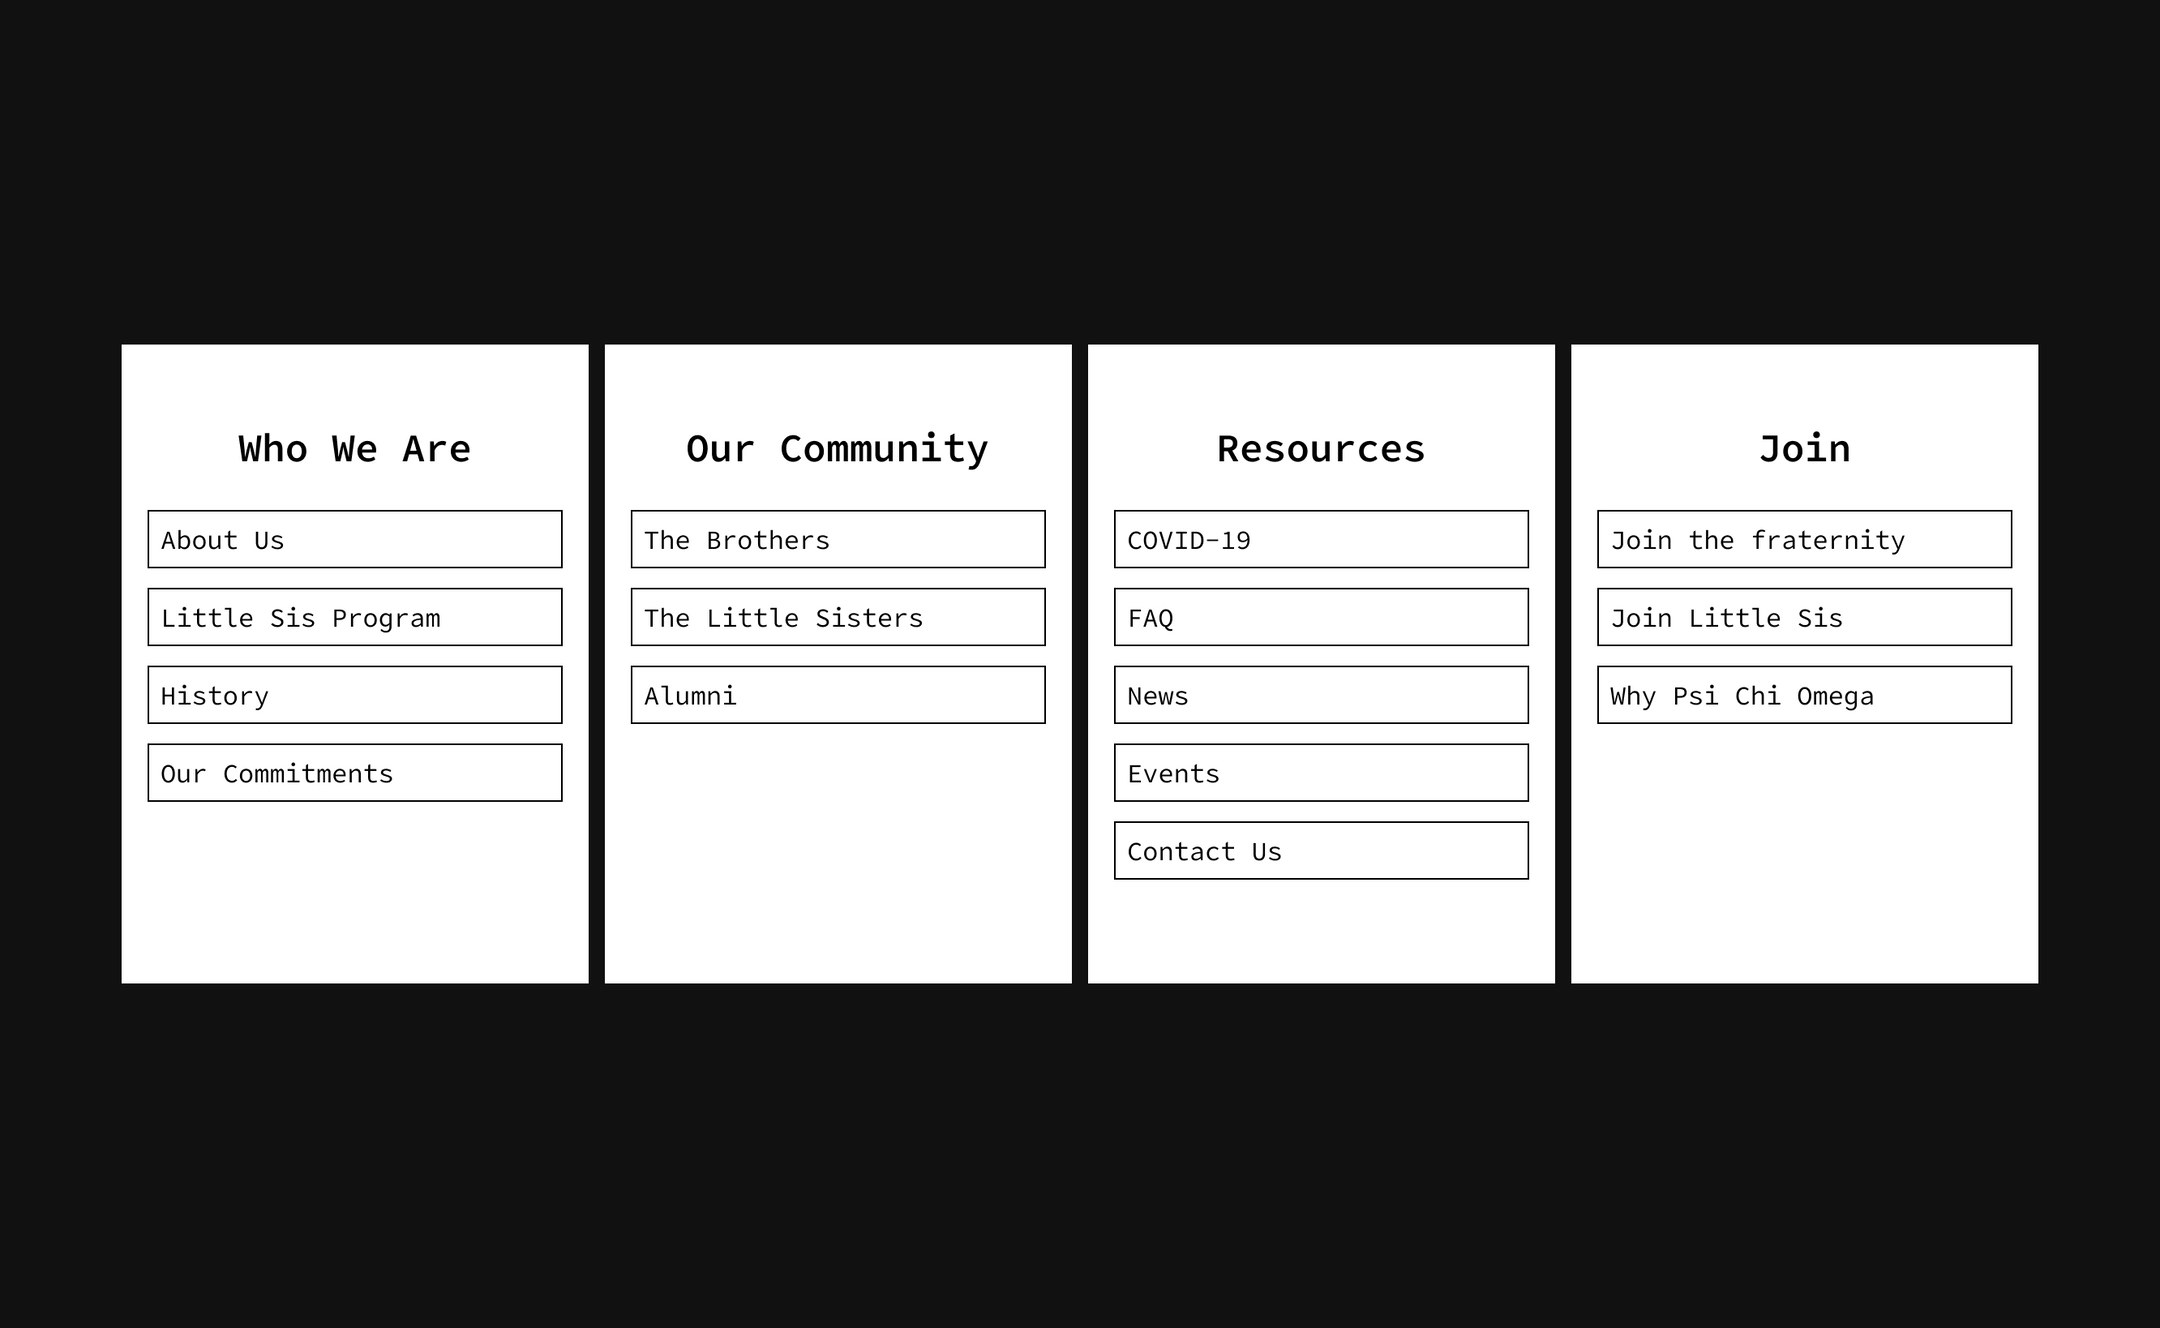 Who We Are
About Us
Little Sis Program
History
Our Commitments
Our Community
The Brothers
The Little Sisters
Alumni
Resources
COVID-19
FAQ
News
Events
Contact Us
Join
Join the fraternity
Join Little Sis
Why Psi Chi Omega